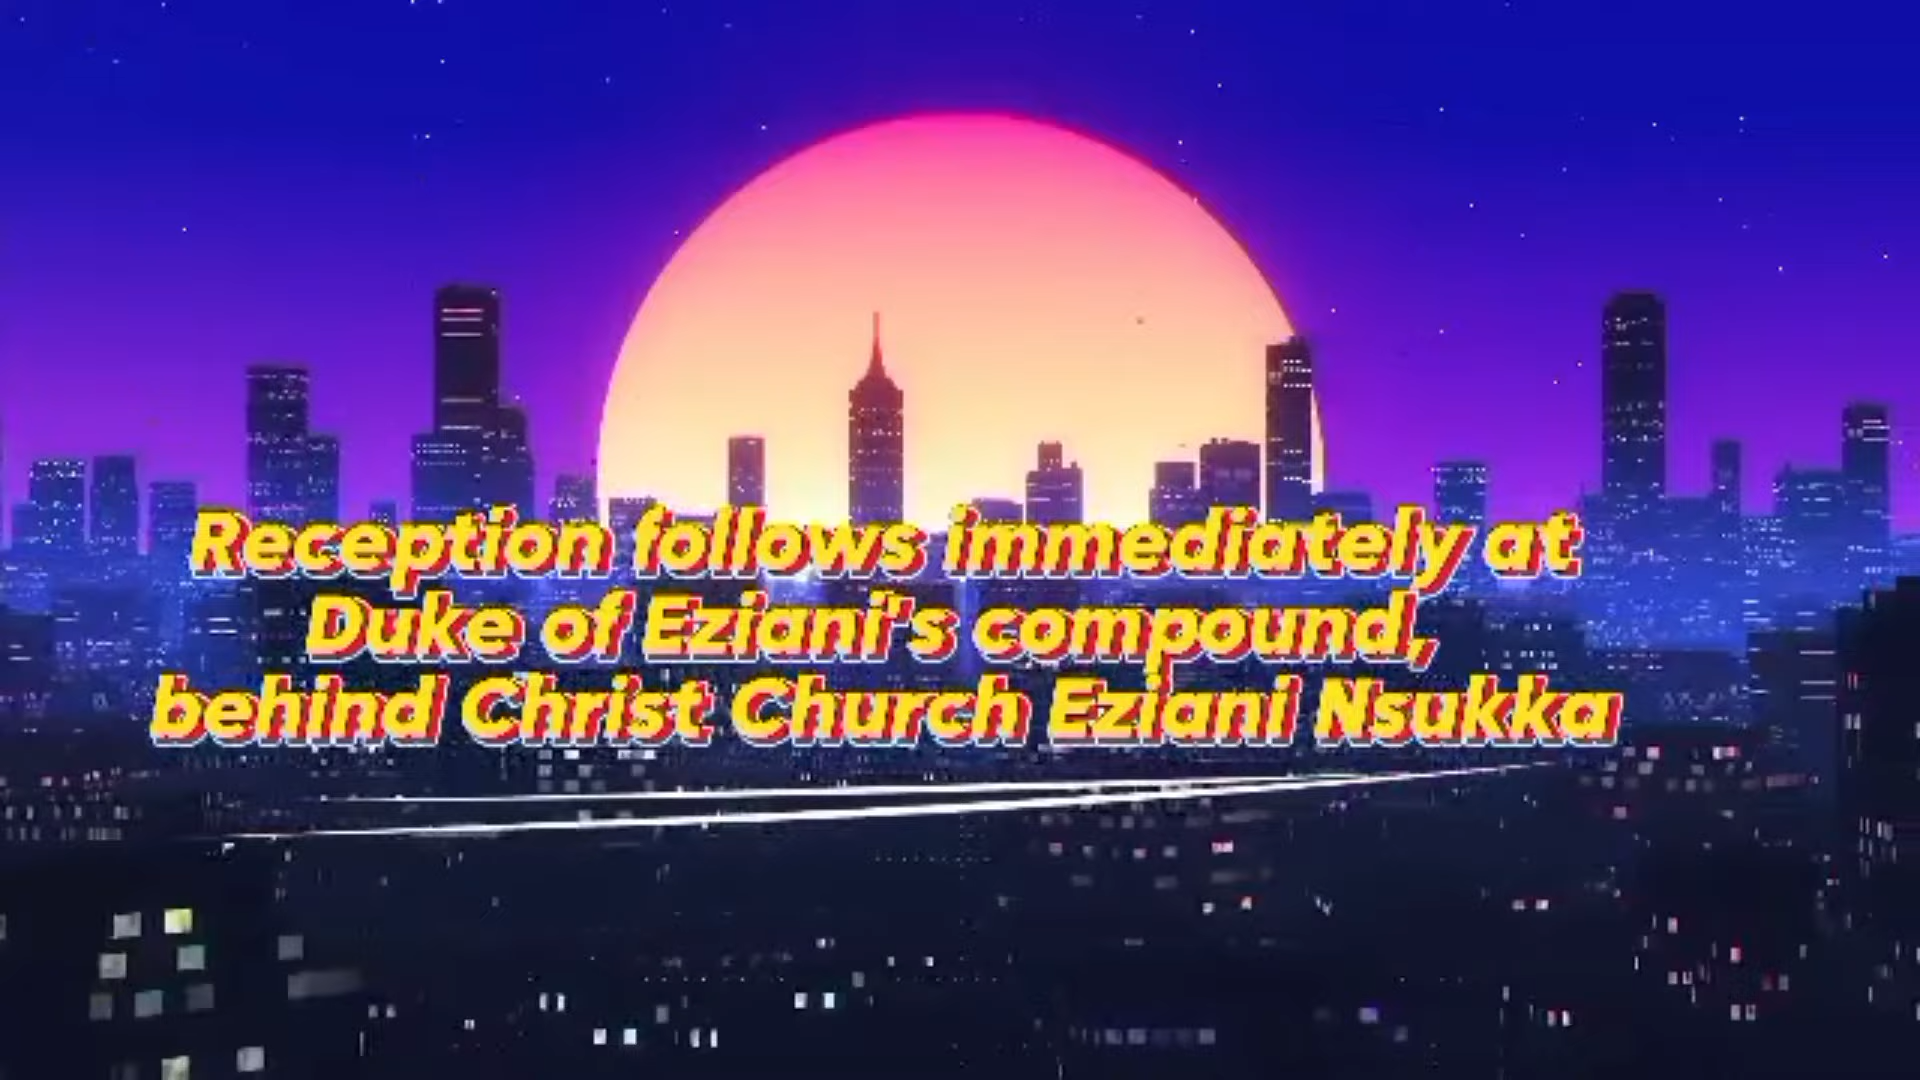 Reception follows immediately at
Duke of Eziani's compound,
behind Christ Church Eziani Nsukka